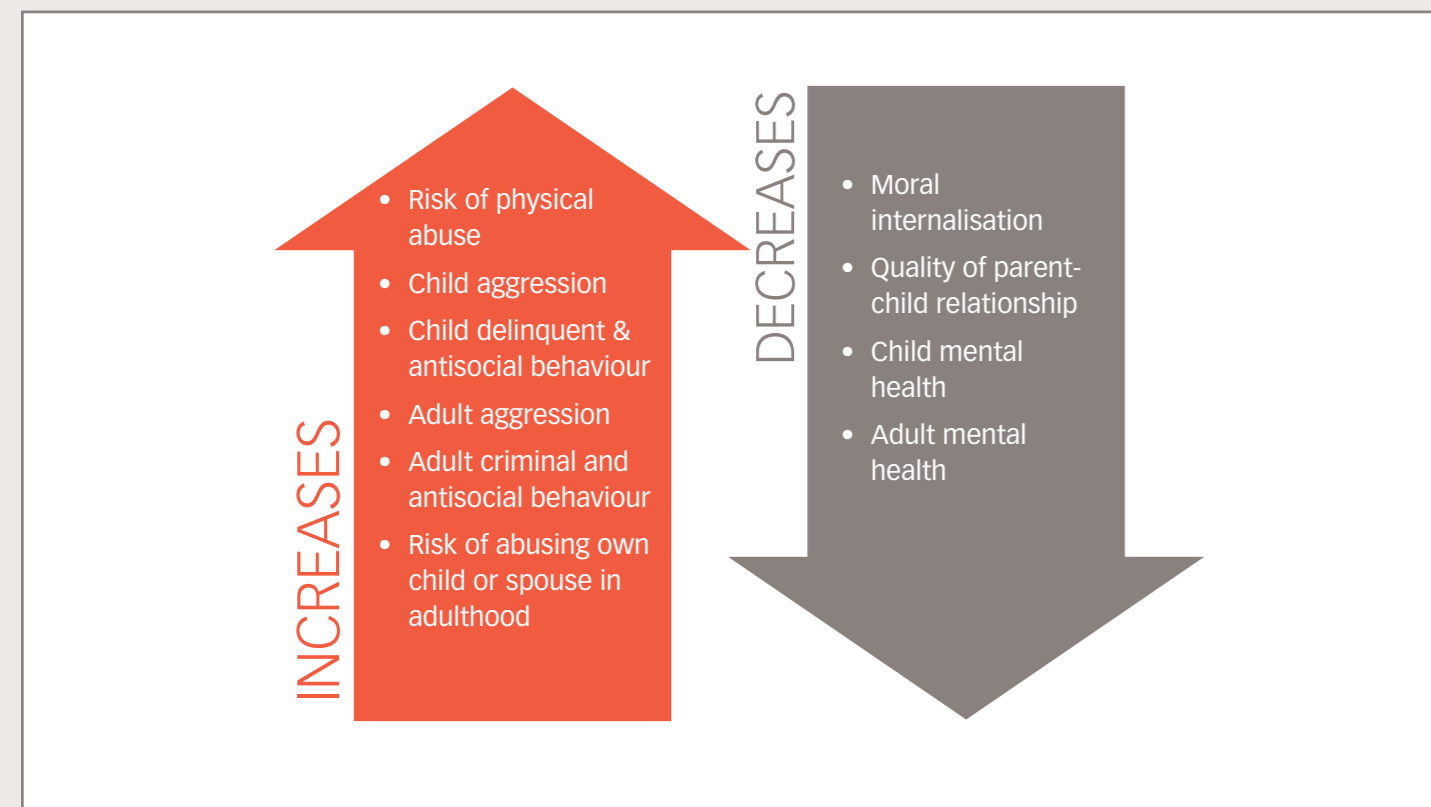 INCREASES
• Risk of physical
abuse
• Child aggression
• Child delinquent &
antisocial behaviour
• Adult aggression
• Adult criminal and
antisocial behaviour
• Risk of abusing own
child or spouse in
adulthood
DECREASES
• Moral
internalisation
• Quality of parent-
child relationship
• Child mental
health
• Adult mental
health